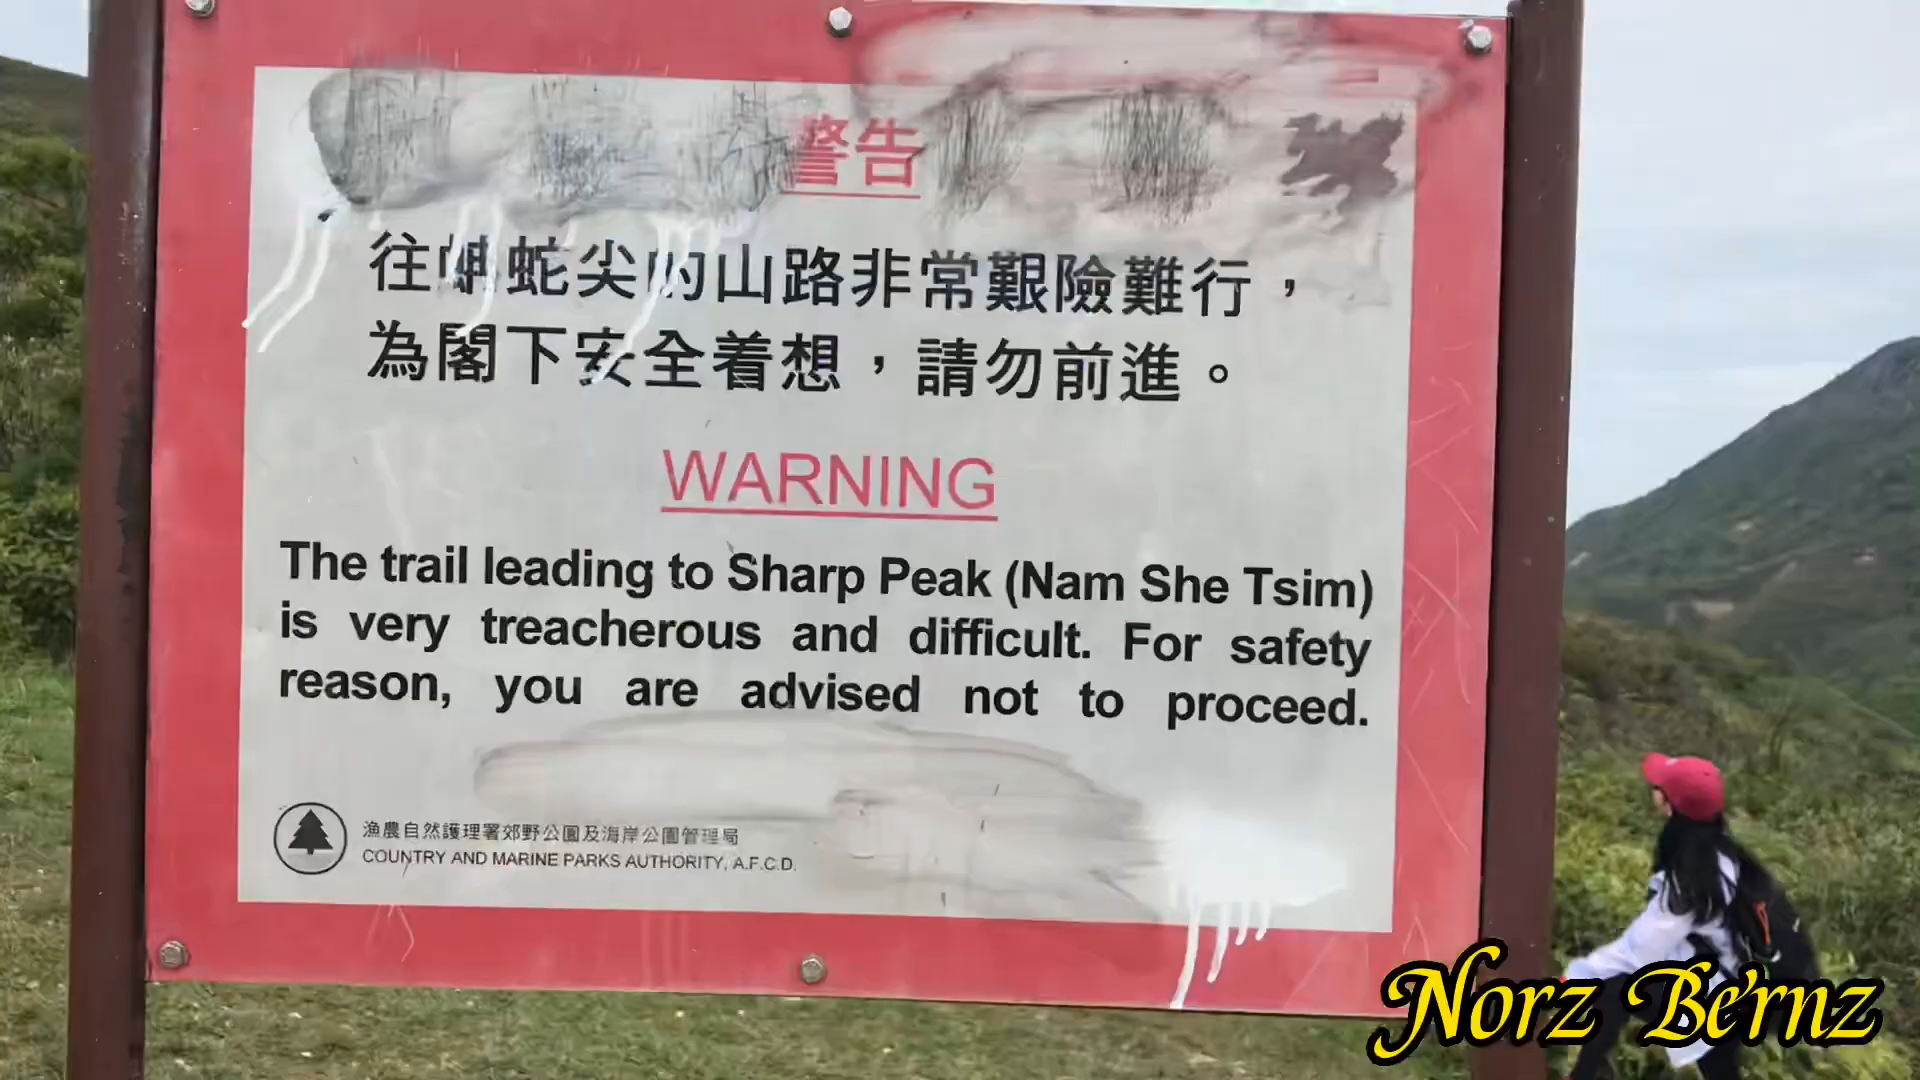 警告
往蚺蛇尖的山路非常艱險難行，
為閣下安全着想，請勿前進。
WARNING
The trail leading to Sharp Peak (Nam She Tsim)
is very treacherous and difficult. For safety
reason, you are advised not to proceed.
漁農自然護理署郊野公園及海岸公園管理局
COUNTRY AND MARINE PARKS AUTHORITY, A.F.C.D.
Norz Be'rnz